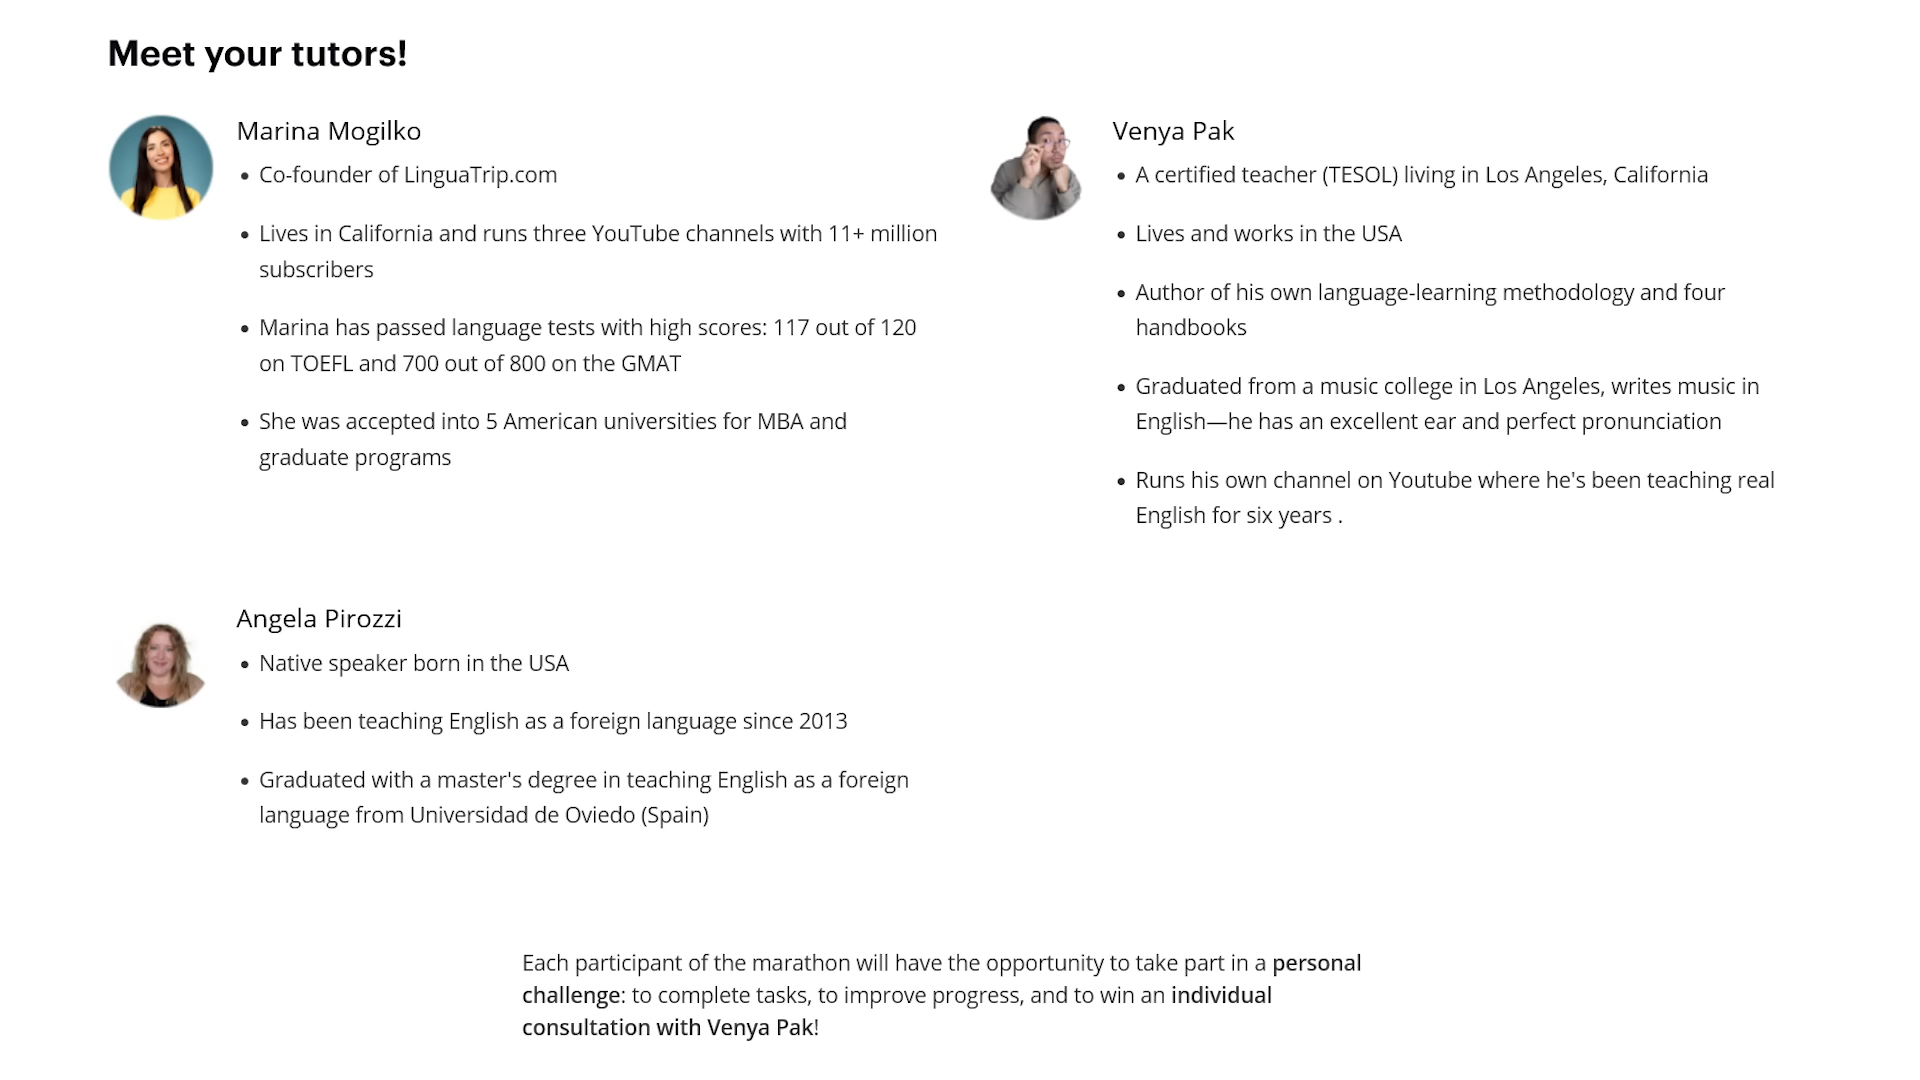 Meet your tutors!
Marina Mogilko
• Co-founder of LinguaTrip.com
• Lives in California and runs three YouTube channels with 11+ million
subscribers
• Marina has passed language tests with high scores: 117 out of 120
on TOEFL and 700 out of 800 on the GMAT
• She was accepted into 5 American universities for MBA and
graduate programs
Venya Pak
• A certified teacher (TESOL) living in Los Angeles, California
• Lives and works in the USA
• Author of his own language-learning methodology and four
handbooks
• Graduated from a music college in Los Angeles, writes music in
English—he has an excellent ear and perfect pronunciation
• Runs his own channel on Youtube where he's been teaching real
English for six years .
Angela Pirozzi
• Native speaker born in the USA
• Has been teaching English as a foreign language since 2013
• Graduated with a master's degree in teaching English as a foreign
language from Universidad de Oviedo (Spain)
Each participant of the marathon will have the opportunity to take part in a personal
challenge: to complete tasks, to improve progress, and to win an individual
consultation with Venya Pak!